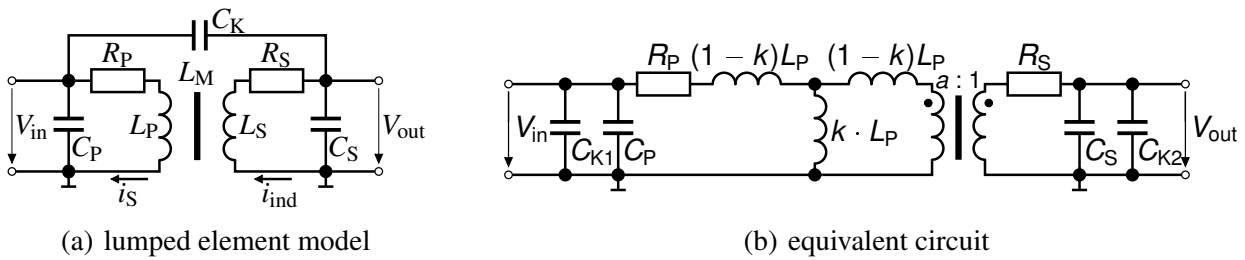 C_K
R_P
L_M
R_S
V_in
C_P
L_P
L_S
C_S
V_out
i_S
i_ind
(a) lumped element model
R_P (1 − k)L_P
(1 − k)L_P
a : 1
R_S
V_in
C_K1
C_P
k · L_P
C_S
C_K2
V_out
(b) equivalent circuit